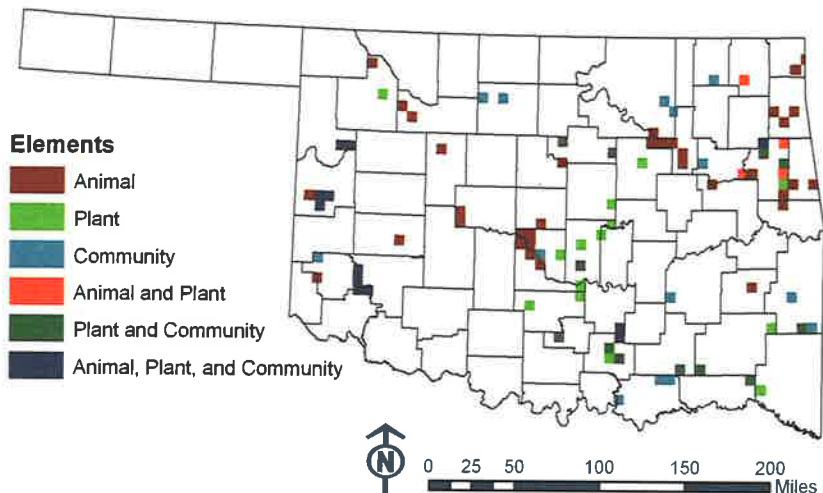 Elements
Animal
Plant
Community
Animal and Plant
Plant and Community
Animal, Plant, and Community
N
0 25 50 100 150 200
Miles